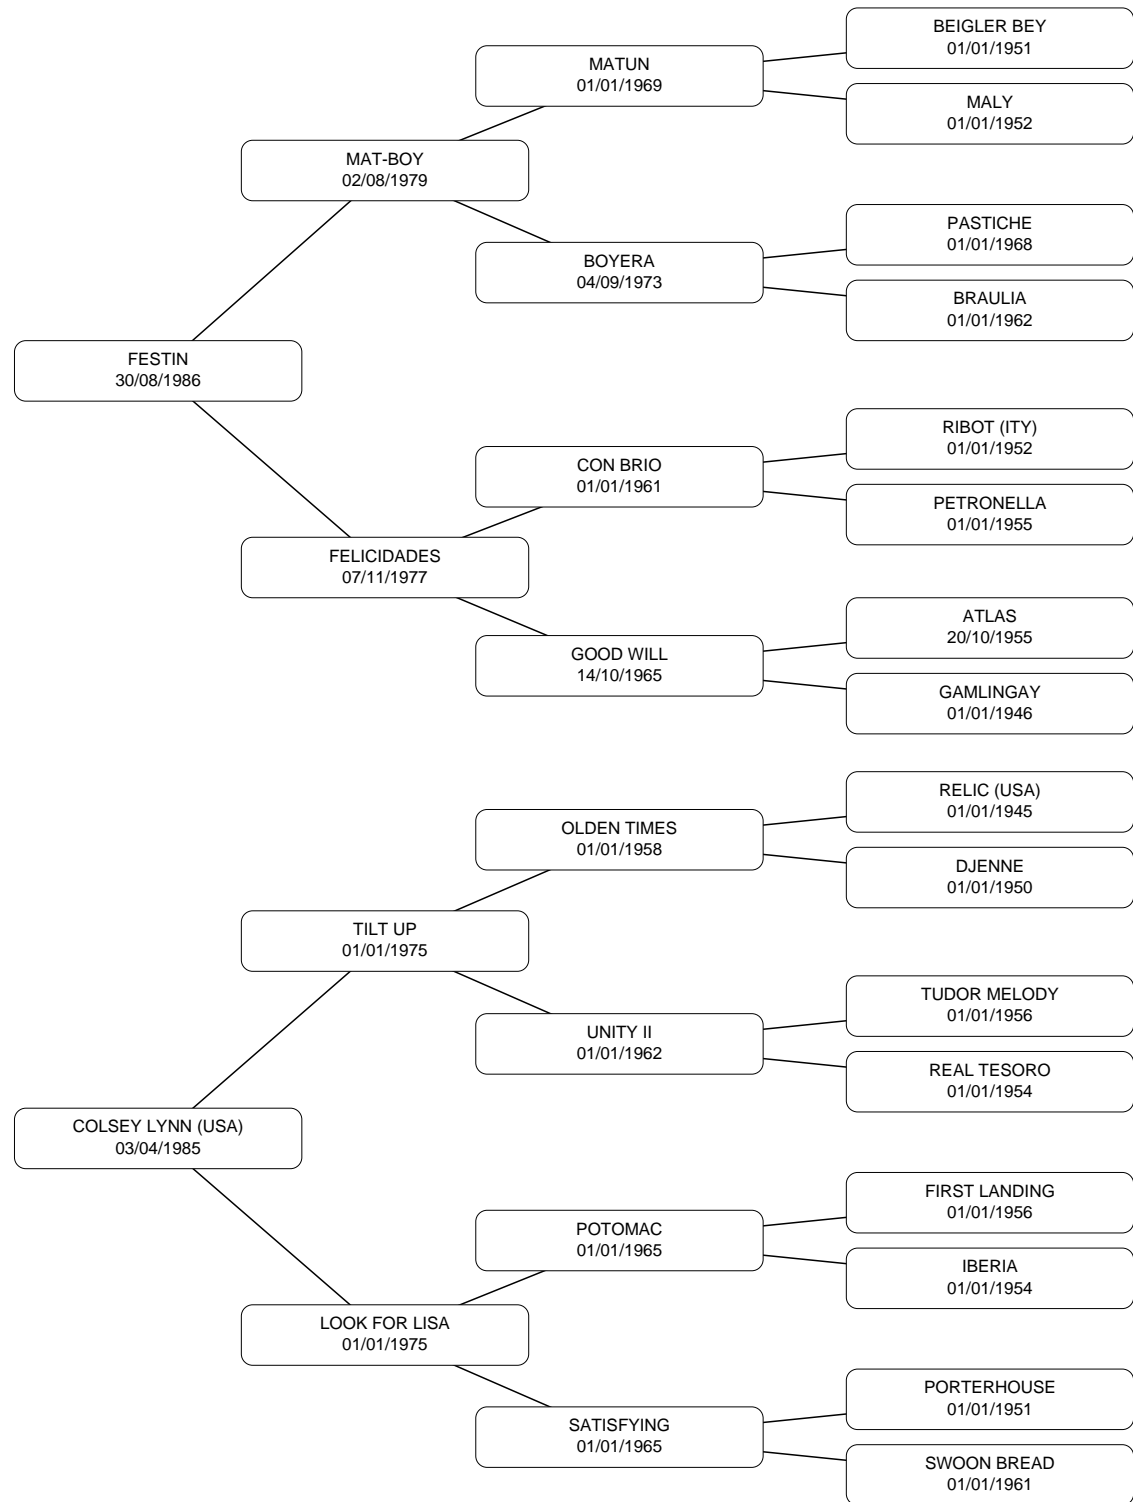 BEIGLER BEY
01/01/1951
MATUN
01/01/1969
MALY
01/01/1952
MAT-BOY
02/08/1979
PASTICHE
01/01/1968
BOYERA
04/09/1973
BRAULIA
01/01/1962
FESTIN
30/08/1986
RIBOT (ITY)
01/01/1952
CON BRIO
01/01/1961
PETRONELLA
01/01/1955
FELICIDADES
07/11/1977
ATLAS
20/10/1955
GOOD WILL
14/10/1965
GAMLINGAY
01/01/1946
RELIC (USA)
01/01/1945
OLDEN TIMES
01/01/1958
DJENNE
01/01/1950
TILT UP
01/01/1975
TUDOR MELODY
01/01/1956
UNITY II
01/01/1962
REAL TESORO
01/01/1954
COLSEY LYNN (USA)
03/04/1985
FIRST LANDING
01/01/1956
POTOMAC
01/01/1965
IBERIA
01/01/1954
LOOK FOR LISA
01/01/1975
PORTERHOUSE
01/01/1951
SATISFYING
01/01/1965
SWOON BREAD
01/01/1961